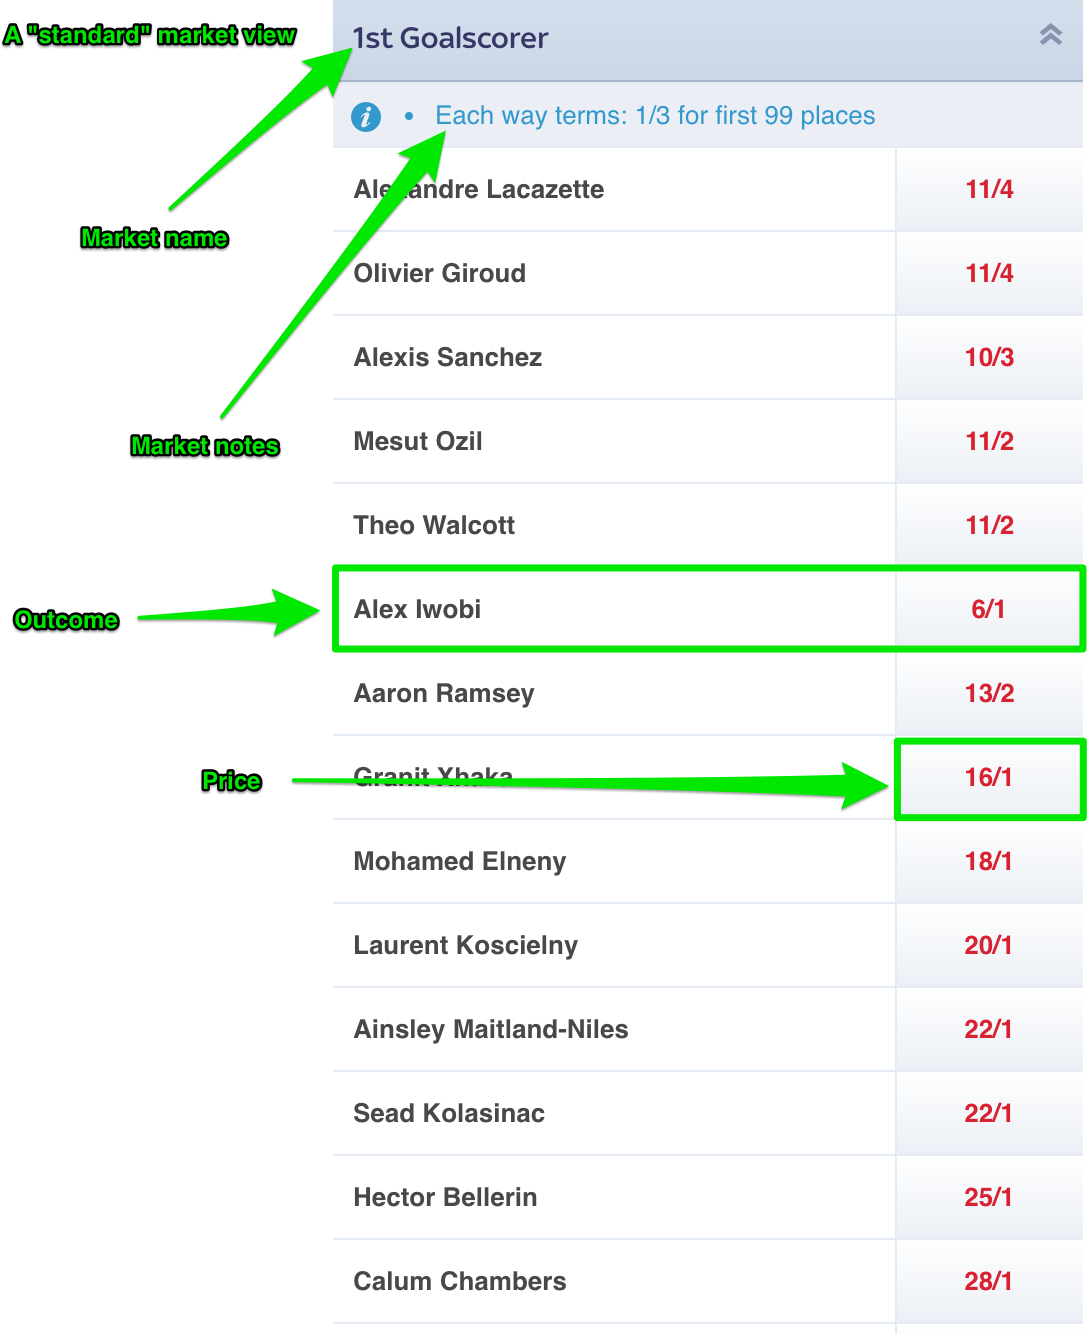 A "standard" market view
1st Goalscorer
Each way terms: 1/3 for first 99 places
Market name
Market notes
Outcome
Price
Alexandre Lacazette 11/4
Olivier Giroud 11/4
Alexis Sanchez 10/3
Mesut Ozil 11/2
Theo Walcott 11/2
Alex Iwobi 6/1
Aaron Ramsey 13/2
Granit Xhaka 16/1
Mohamed Elneny 18/1
Laurent Koscielny 20/1
Ainsley Maitland-Niles 22/1
Sead Kolasinac 22/1
Hector Bellerin 25/1
Calum Chambers 28/1